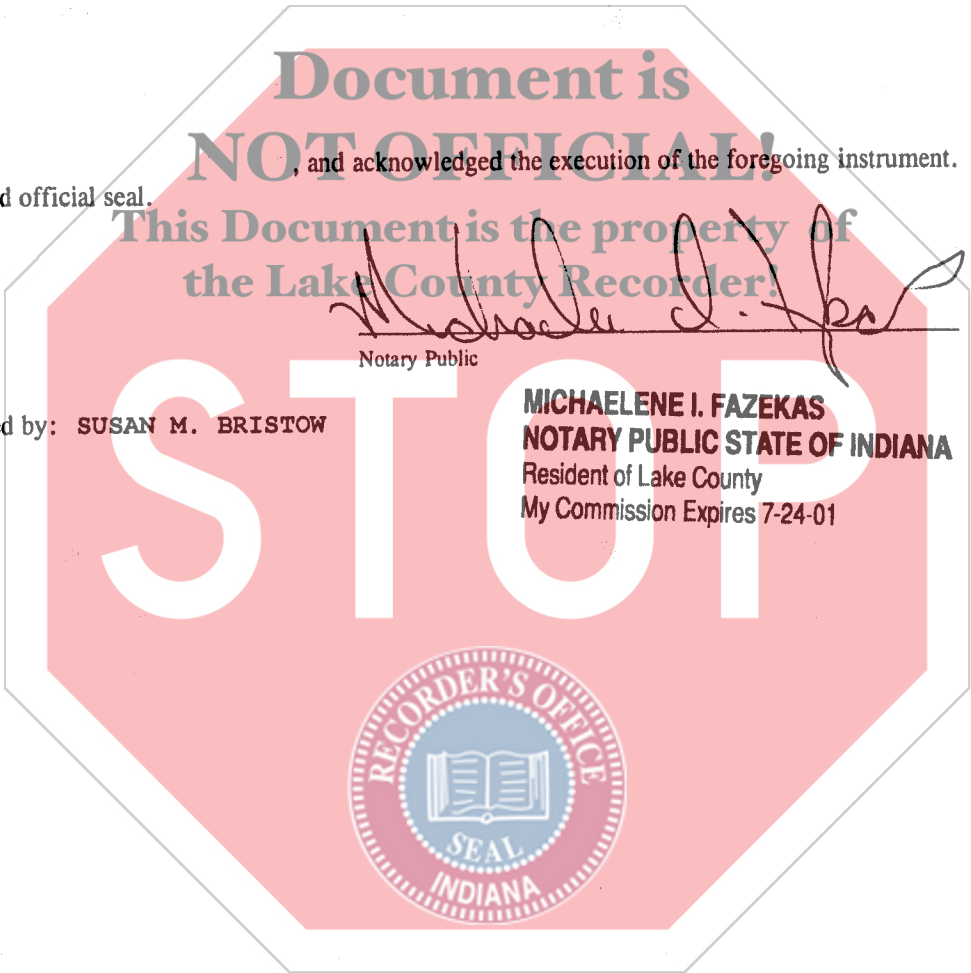 Document is
NOT OFFICIAL!
, and acknowledged the execution of the foregoing instrument.
d official seal.
This Document is the property of
the Lake County Recorder!
Michaelene I. Fazekas
Notary Public
MICHAELENE I. FAZEKAS
NOTARY PUBLIC STATE OF INDIANA
d by: SUSAN M. BRISTOW
Resident of Lake County
My Commission Expires 7-24-01
STOP
RECORDER'S OFFICE
SEAL
INDIANA